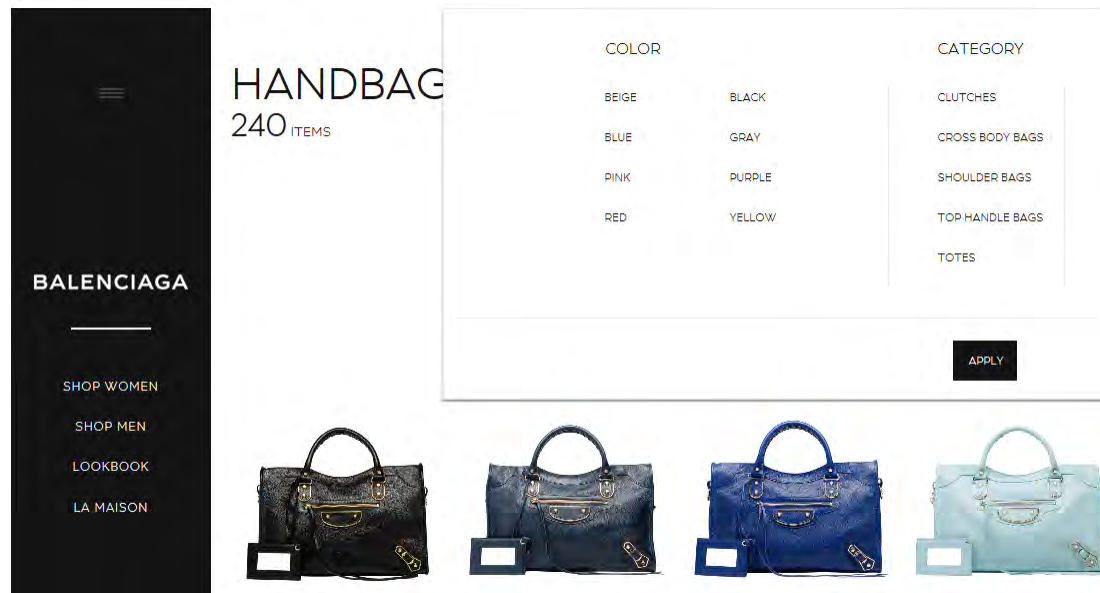 BALENCIAGA
SHOP WOMEN
SHOP MEN
LOOKBOOK
LA MAISON
HANDBAG
240 ITEMS
COLOR
BEIGE
BLACK
BLUE
GRAY
PINK
PURPLE
RED
YELLOW
CATEGORY
CLUTCHES
CROSS BODY BAGS
SHOULDER BAGS
TOP HANDLE BAGS
TOTES
APPLY